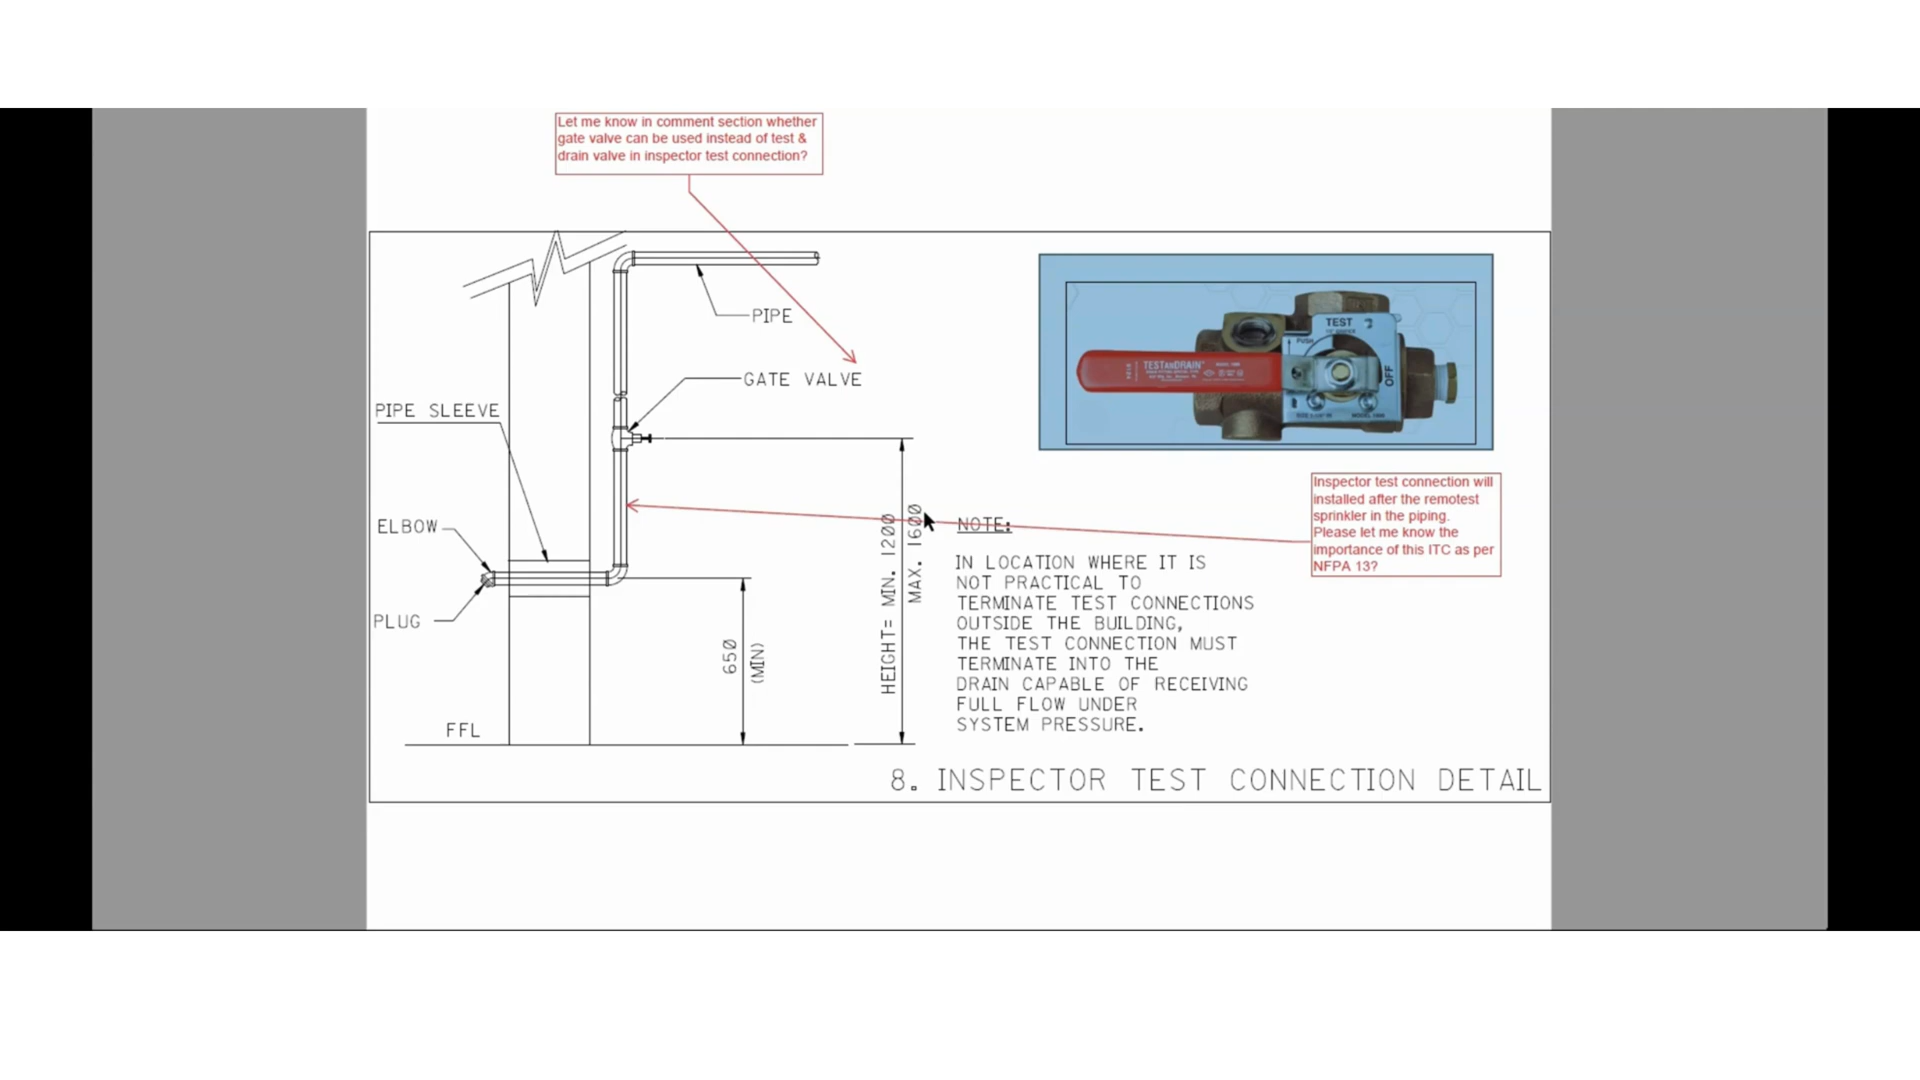 Let me know in comment section whether
gate valve can be used instead of test &
drain valve in inspector test connection?
PIPE
GATE VALVE
PIPE SLEEVE
ELBOW
PLUG
FFL
650
(MIN)
HEIGHT= MIN. 1200
MAX. 1600
TEST
PUSH
TESTANDRAIN
OFF
Inspector test connection will
installed after the remotest
sprinkler in the piping.
Please let me know the
importance of this ITC as per
NFPA 13?
NOTE:
IN LOCATION WHERE IT IS
NOT PRACTICAL TO
TERMINATE TEST CONNECTIONS
OUTSIDE THE BUILDING,
THE TEST CONNECTION MUST
TERMINATE INTO THE
DRAIN CAPABLE OF RECEIVING
FULL FLOW UNDER
SYSTEM PRESSURE.
8. INSPECTOR TEST CONNECTION DETAIL